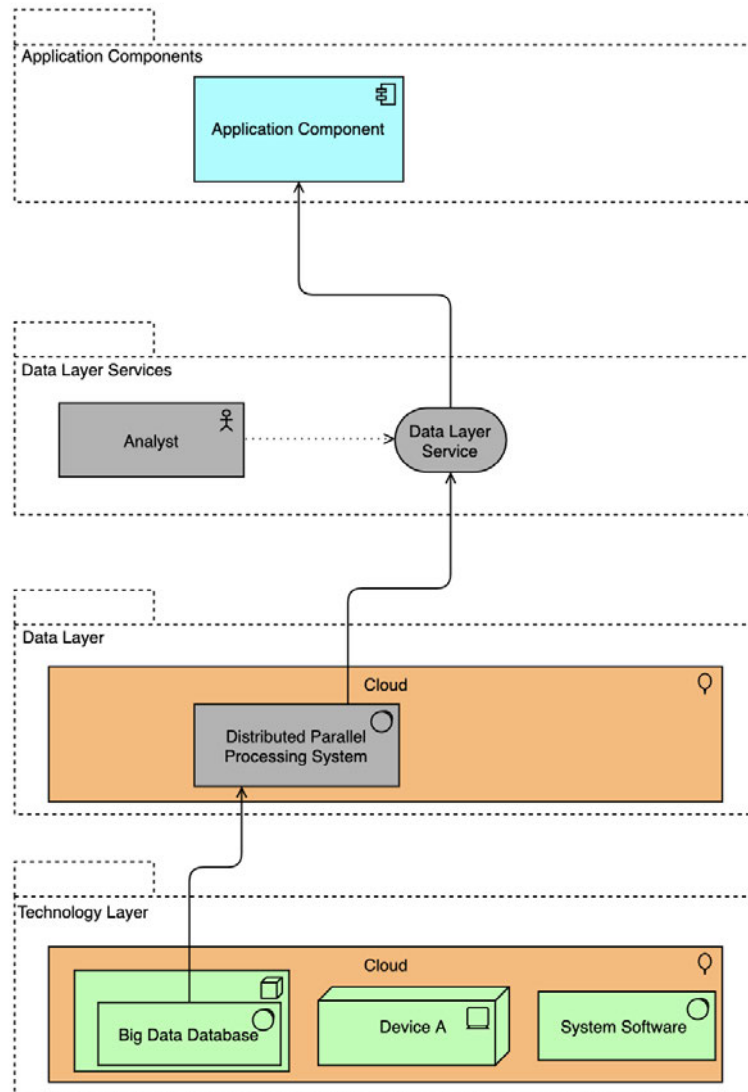 Application Components
Application Component
Data Layer Services
Analyst
Data Layer
Service
Data Layer
Cloud
Distributed Parallel
Processing System
Technology Layer
Cloud
Big Data Database
Device A
System Software